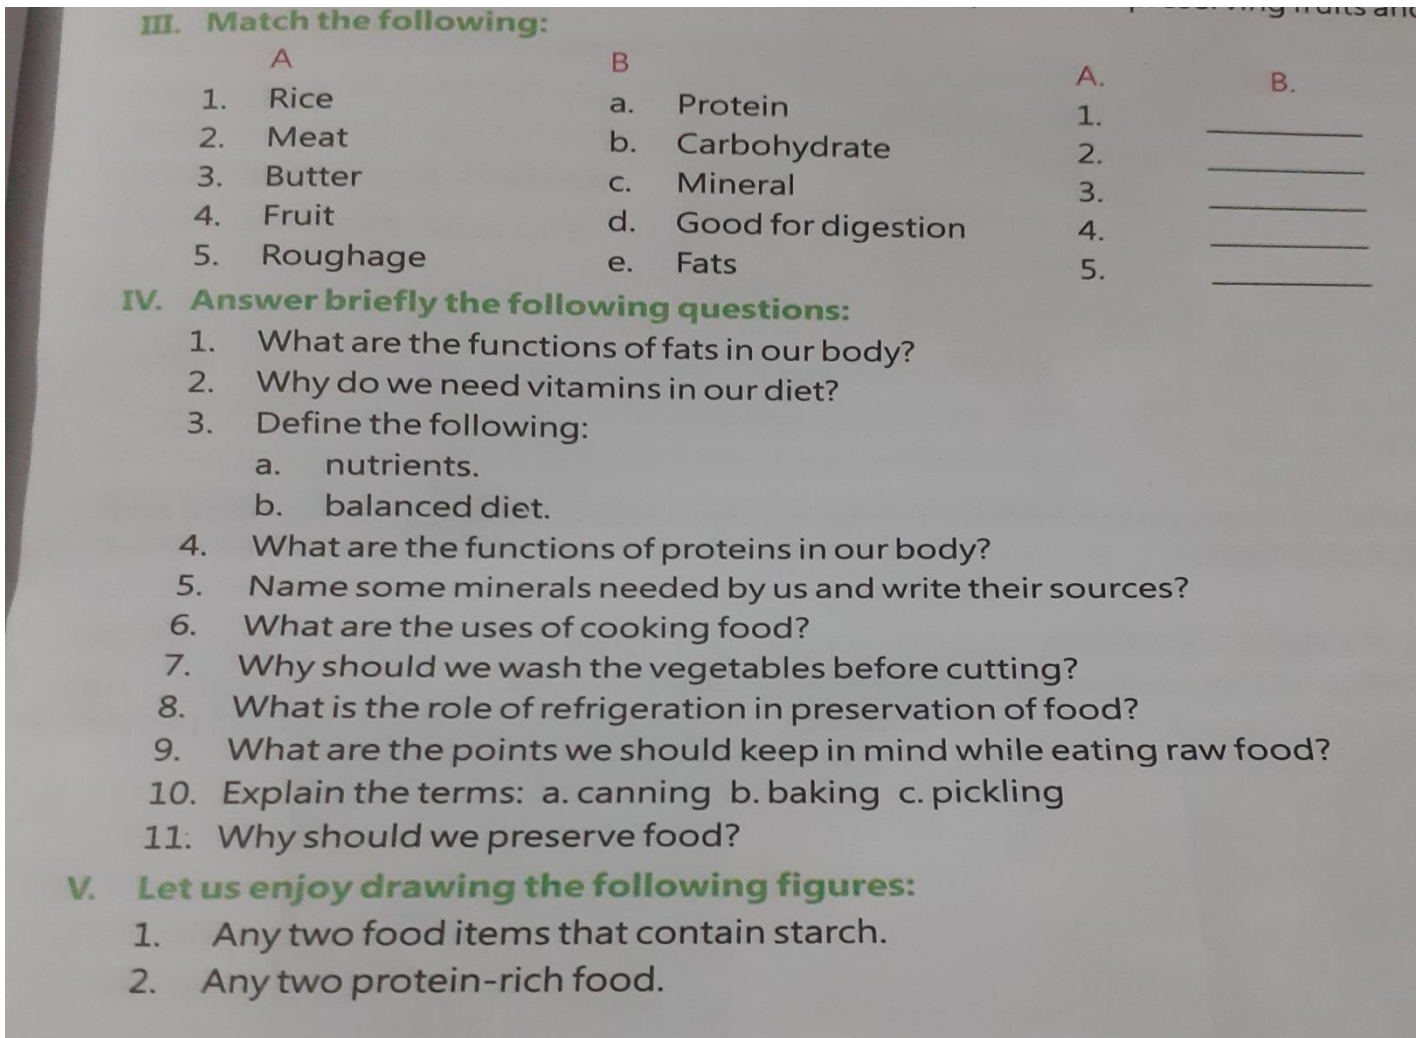 III. Match the following:
A B A. B.
1. Rice a. Protein 1.
2. Meat b. Carbohydrate 2.
3. Butter c. Mineral 3.
4. Fruit d. Good for digestion 4.
5. Roughage e. Fats 5.
IV. Answer briefly the following questions:
1. What are the functions of fats in our body?
2. Why do we need vitamins in our diet?
3. Define the following:
a. nutrients.
b. balanced diet.
4. What are the functions of proteins in our body?
5. Name some minerals needed by us and write their sources?
6. What are the uses of cooking food?
7. Why should we wash the vegetables before cutting?
8. What is the role of refrigeration in preservation of food?
9. What are the points we should keep in mind while eating raw food?
10. Explain the terms: a. canning b. baking c. pickling
11. Why should we preserve food?
V. Let us enjoy drawing the following figures:
1. Any two food items that contain starch.
2. Any two protein-rich food.